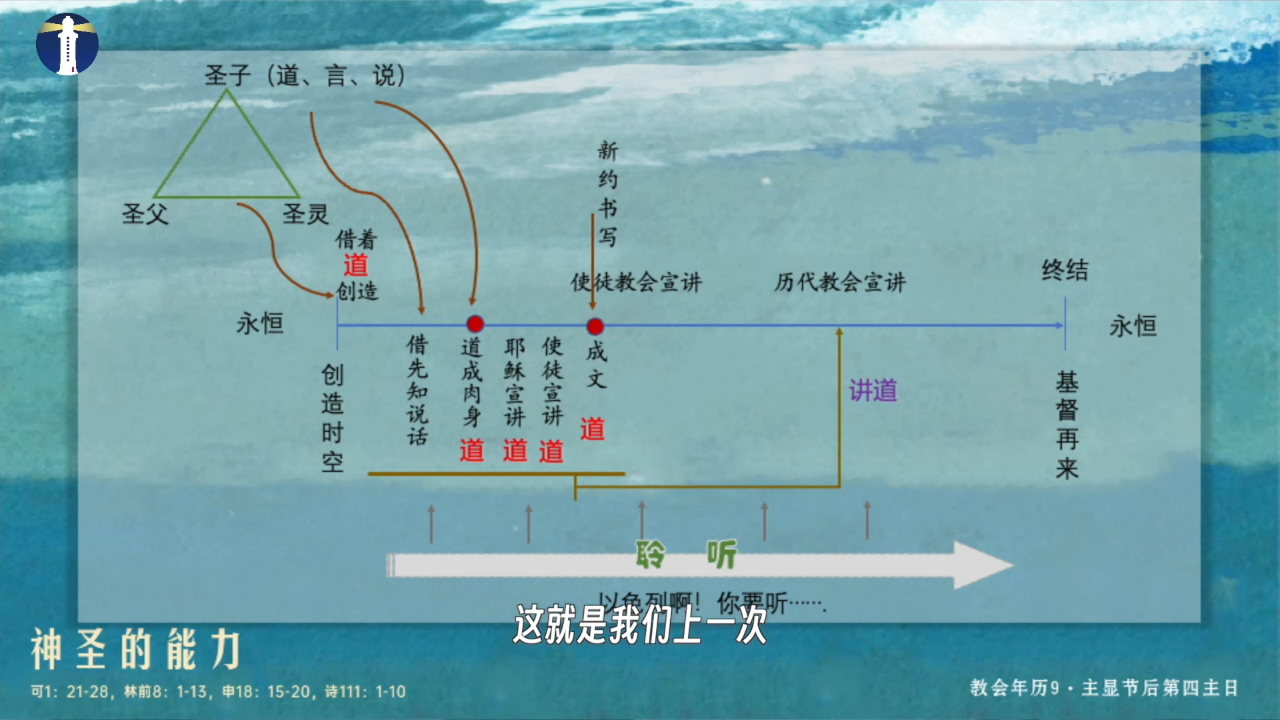 圣子（道、言、说）
圣父
圣灵
借着
道
创造
新约书写
使徒教会宣讲
历代教会宣讲
终结
永恒
永恒
创造时空
借先知说话
道成肉身
道
耶稣宣讲
道
使徒宣讲
道
成文
道
讲道
基督再来
聆听
以色列啊！你要听…….
这就是我们上一次
神圣的能力
可1：21-28，林前8：1-13，申18：15-20，诗111：1-10
教会年历9·主显节后第四主日